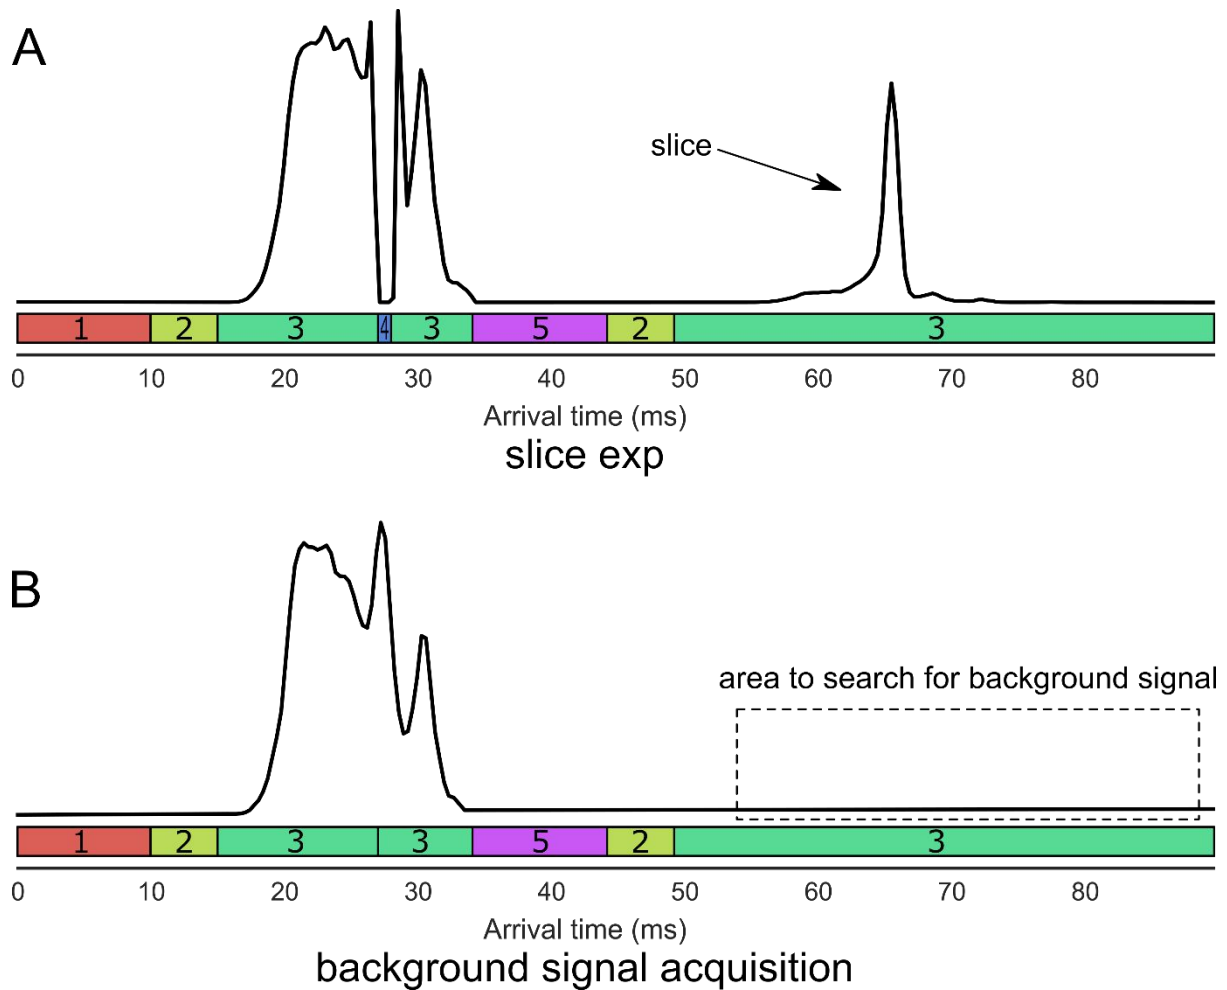 A
slice
1 2 3 4 3 5 2 3
0 10 20 30 40 50 60 70 80
Arrival time (ms)
slice exp
B
area to search for background signal
1 2 3 3 5 2 3
0 10 20 30 40 50 60 70 80
Arrival time (ms)
background signal acquisition